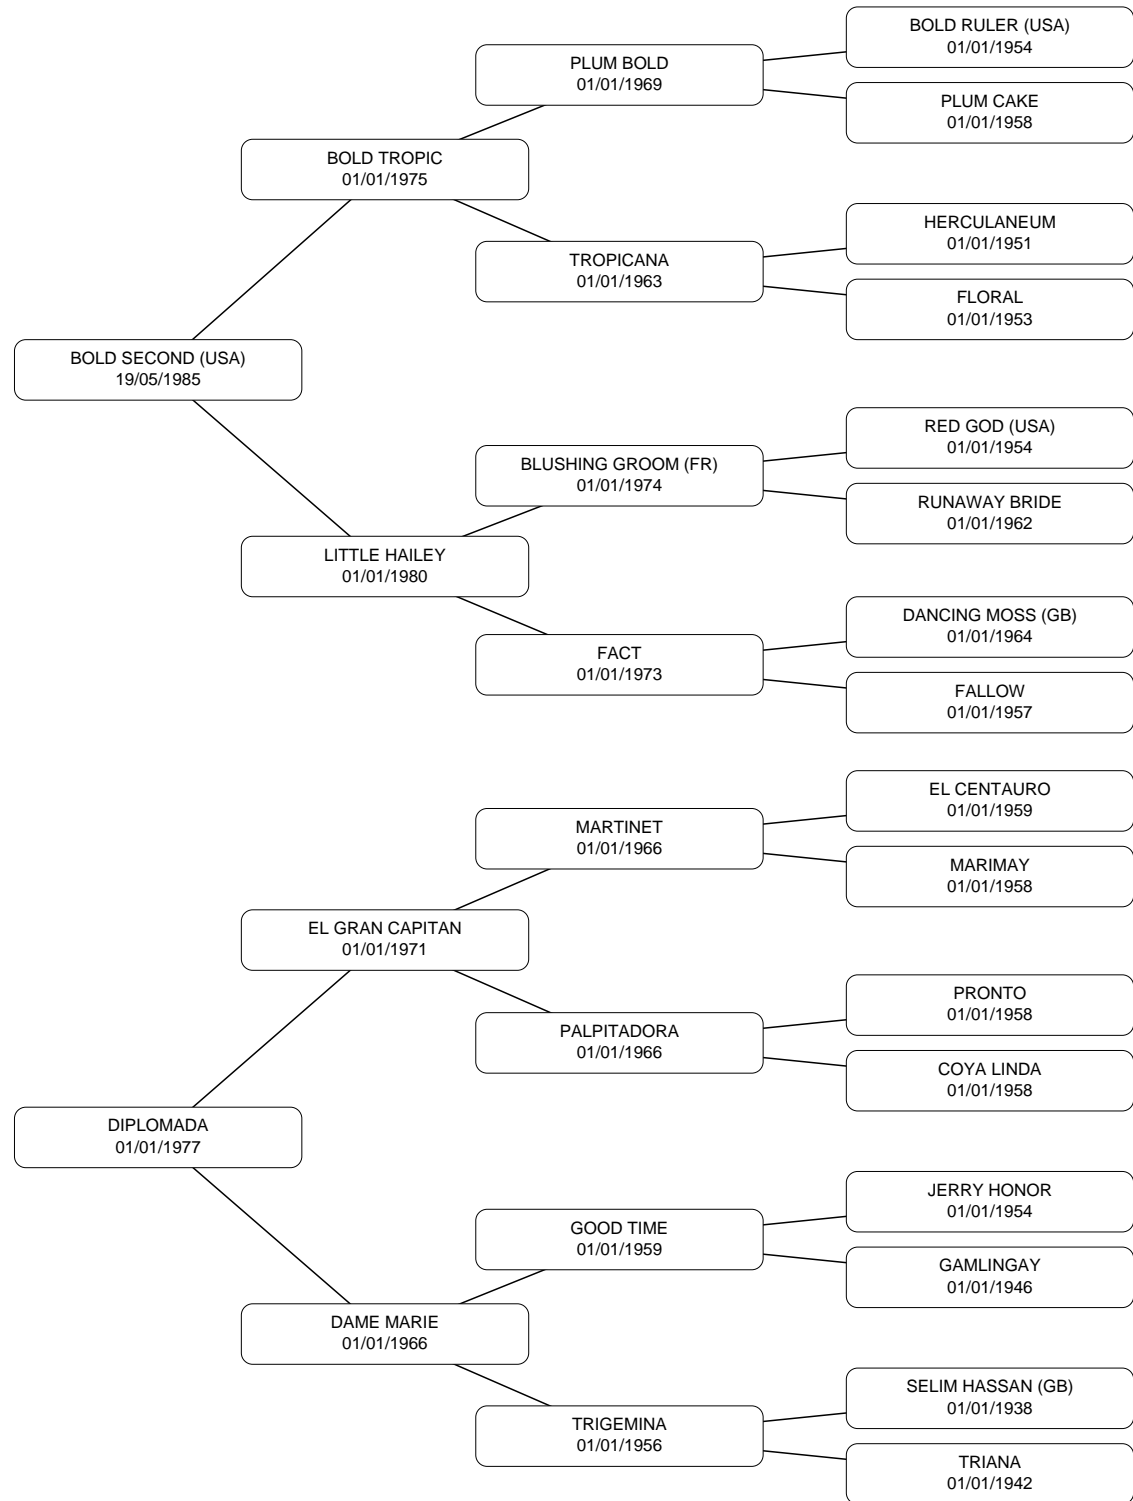 BOLD RULER (USA)
01/01/1954
PLUM BOLD
01/01/1969
PLUM CAKE
01/01/1958
BOLD TROPIC
01/01/1975
HERCULANEUM
01/01/1951
TROPICANA
01/01/1963
FLORAL
01/01/1953
BOLD SECOND (USA)
19/05/1985
RED GOD (USA)
01/01/1954
BLUSHING GROOM (FR)
01/01/1974
RUNAWAY BRIDE
01/01/1962
LITTLE HAILEY
01/01/1980
DANCING MOSS (GB)
01/01/1964
FACT
01/01/1973
FALLOW
01/01/1957
EL CENTAURO
01/01/1959
MARTINET
01/01/1966
MARIMAY
01/01/1958
EL GRAN CAPITAN
01/01/1971
PRONTO
01/01/1958
PALPITADORA
01/01/1966
COYA LINDA
01/01/1958
DIPLOMADA
01/01/1977
JERRY HONOR
01/01/1954
GOOD TIME
01/01/1959
GAMLINGAY
01/01/1946
DAME MARIE
01/01/1966
SELIM HASSAN (GB)
01/01/1938
TRIGEMINA
01/01/1956
TRIANA
01/01/1942